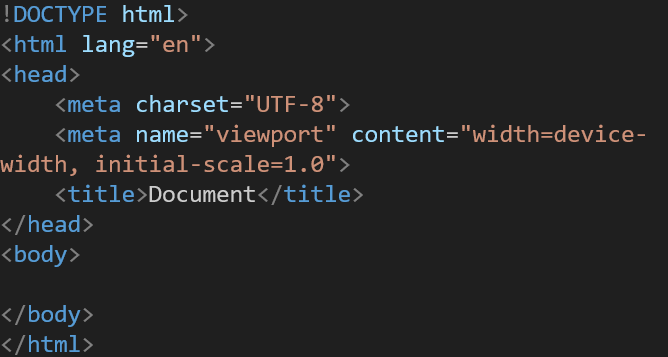 !DOCTYPE html>
<html lang="en">
<head>
    <meta charset="UTF-8">
    <meta name="viewport" content="width=device-
width, initial-scale=1.0">
    <title>Document</title>
</head>
<body>

</body>
</html>